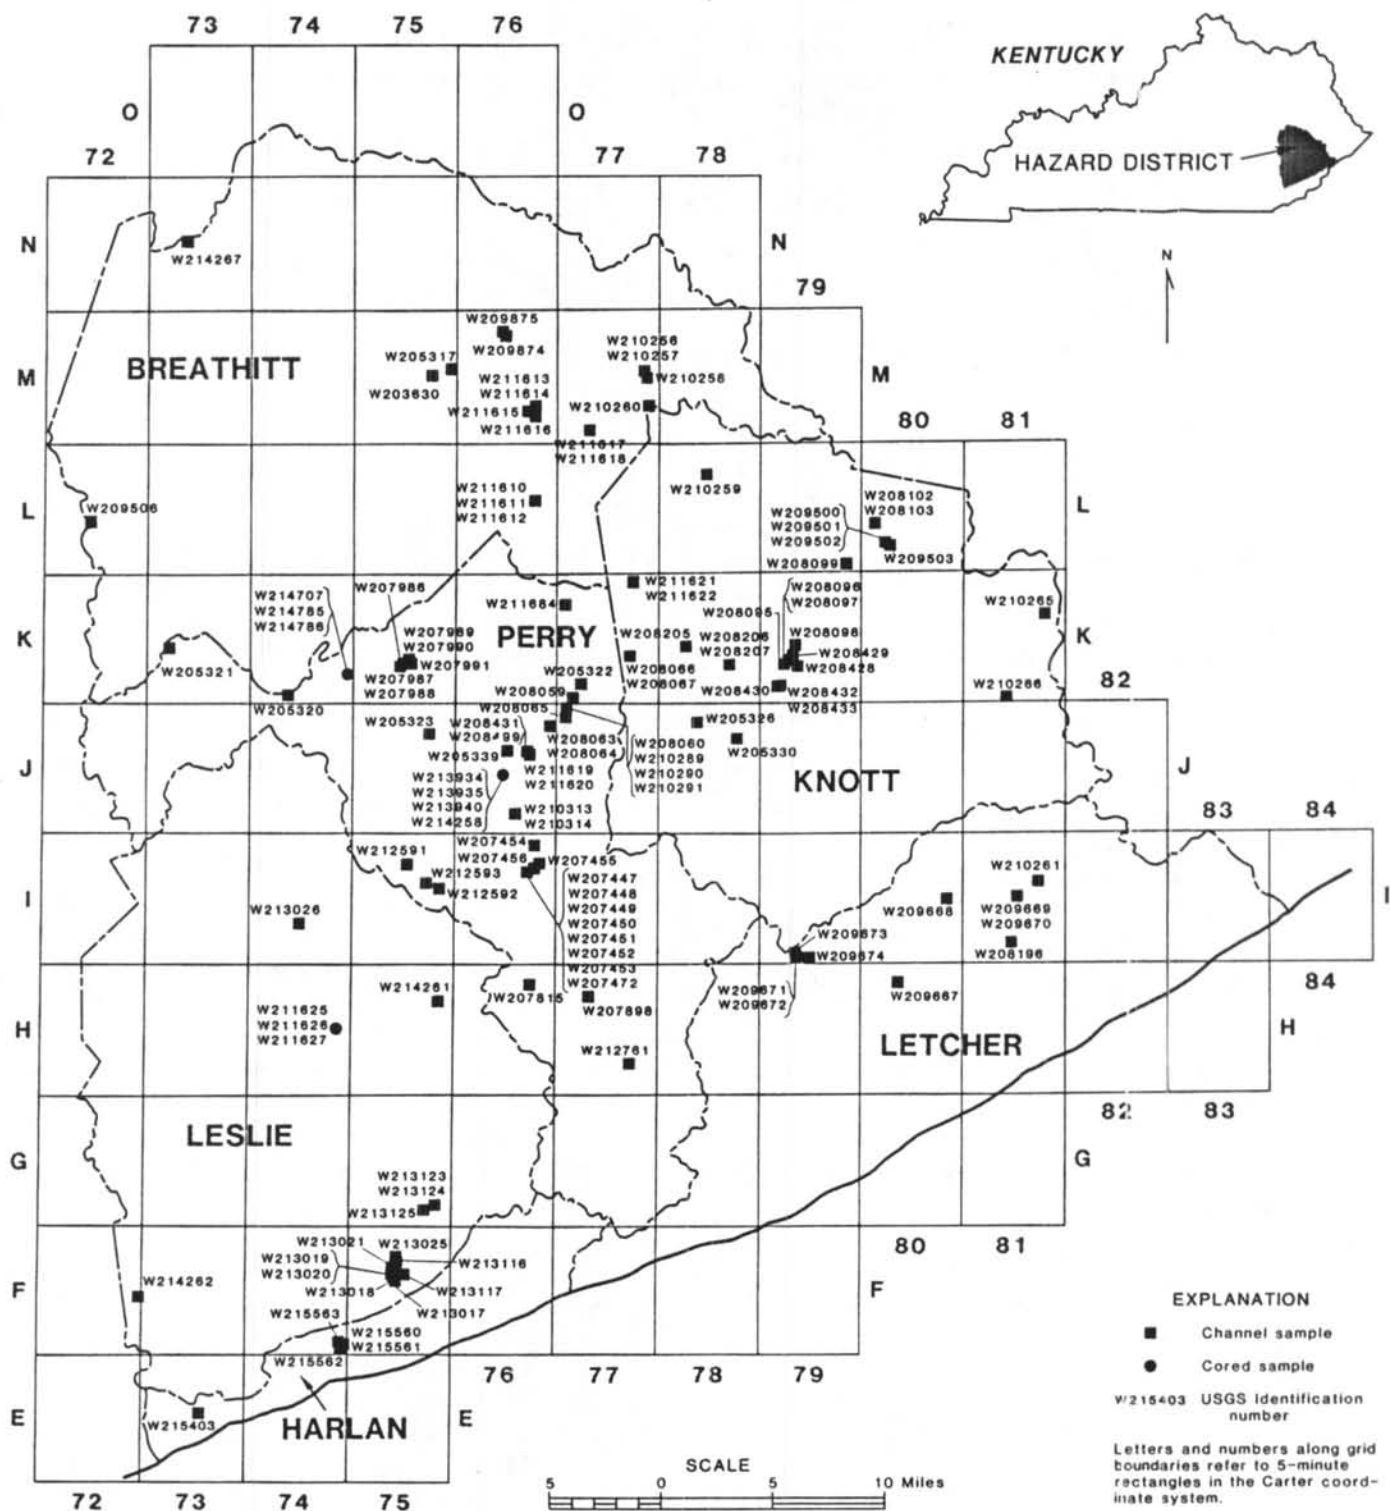 73 74 75 76
KENTUCKY
HAZARD DISTRICT
O O
72 77 78
N
N N
W214267
79
W209875
W209874
W205317
W203630
W210256
W210257
W210258
BREATHITT
M M
W211613
W211614
W211615
W211616
W210260
W211617
W211618
80 81
W210259
W211610
W211611
W211612
W209506
L L
W208102
W208103
W209500
W209501
W209502
W209503
W208099
W214707
W214785
W214786
W207986
W211621
W211622
W211684
W208096
W208097
W208095
W210265
K K
PERRY
W207989
W207990
W207991
W207987
W207988
W205321
W205320
W208205
W208206
W208207
W208098
W208429
W208428
W208066
W208067
W205322
W208430
W208432
W208433
W210266
82
W208059
W208065
W205323
W208431
W208499
W205339
W208063
W208064
W205326
W205330
W208060
W210289
W210290
W210291
W211619
W211620
J J
KNOTT
W213934
W213935
W213940
W214258
W210313
W210314
83 84
W207454
W207456
W207455
W212591
W212593
W212592
W207447
W207448
W207449
W207450
W207451
W207452
W207453
W207472
W210261
W209668
W209669
W209670
W208196
I I
W213026
W209673
W209674
W209671
W209672
W209667
84
W214261
W207815
W207898
W211625
W211626
W211627
H H
LETCHER
W212761
82 83
LESLIE
G G
W213123
W213124
W213125
80 81
W213021
W213025
W213019
W213020
W213116
W213117
W213018
W213017
W214262
F F
W215563
W215560
W215561
W215562
76 77 78 79
E E
W215403
HARLAN
72 73 74 75
SCALE
5 0 5 10 Miles
EXPLANATION
Channel sample
Cored sample
W215403 USGS Identification
number
Letters and numbers along grid
boundaries refer to 5-minute
rectangles in the Carter coord-
inate system.